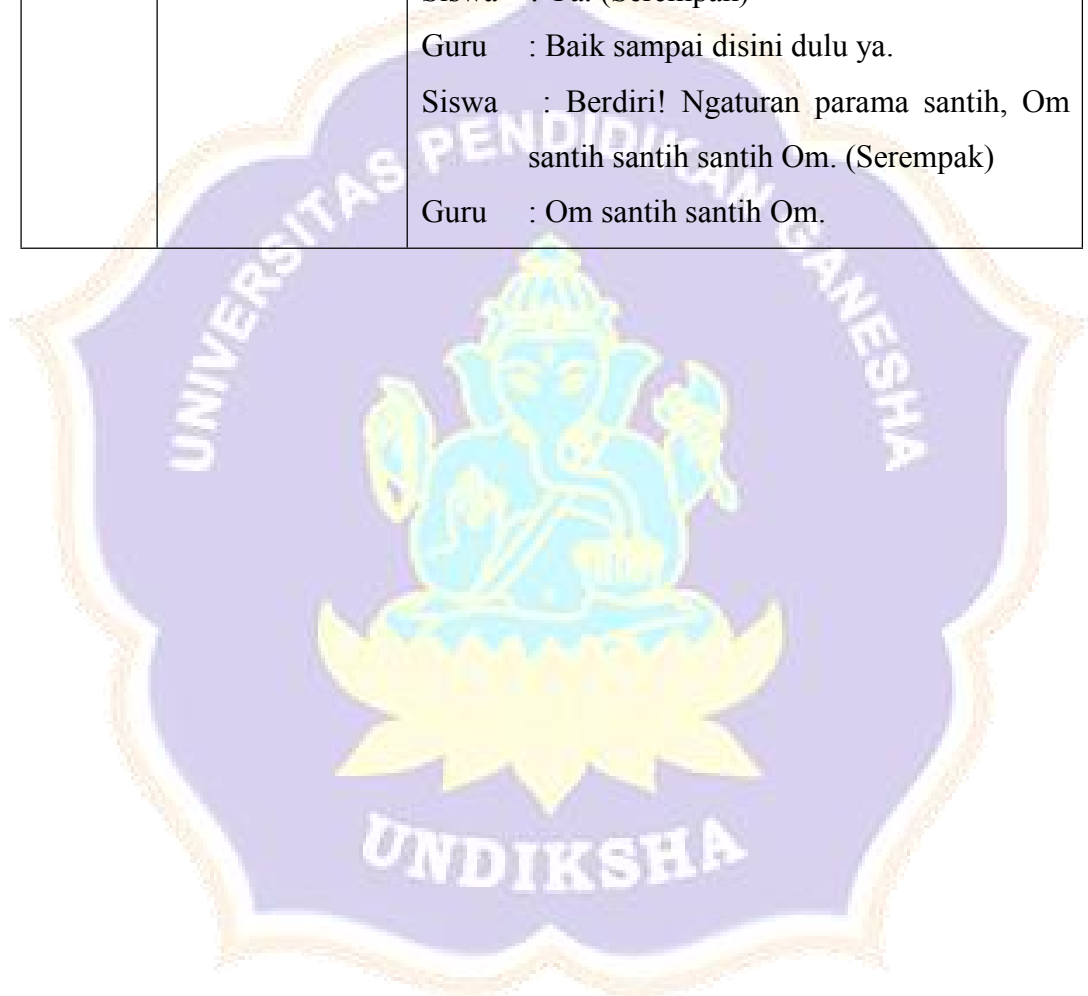 Guru : Baik sampai disini dulu ya.
Siswa : Berdiri! Ngaturan parama santih, Om
santih santih santih Om. (Serempak)
Guru : Om santih santih Om.
UNIVERSITAS PENDIDIKAN GANESHA
UNDIKSHA